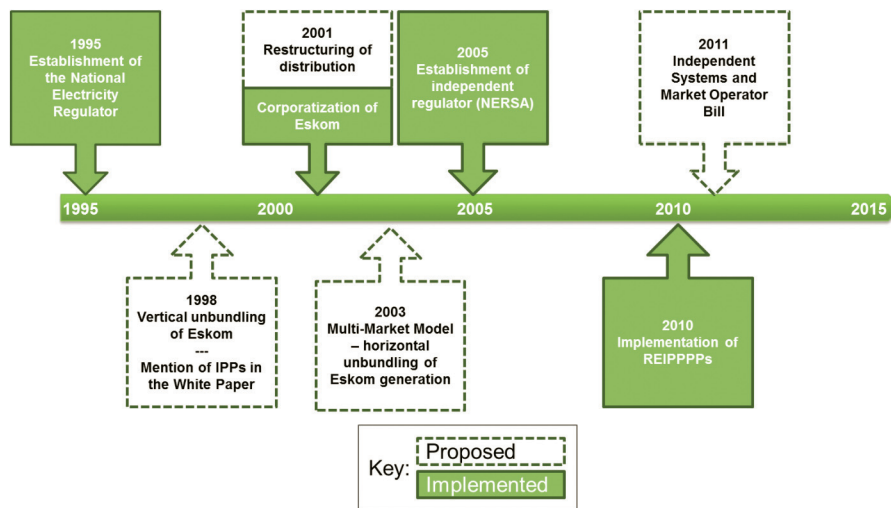 1995
Establishment of
the National
Electricity
Regulator
2001
Restructuring of
distribution
Corporatization of
Eskom
2005
Establishment of
independent
regulator (NERSA)
2011
Independent
Systems and
Market Operator
Bill
1995
2000
2005
2010
2015
1998
Vertical unbundling
of Eskom
---
Mention of IPPs in
the White Paper
2003
Multi-Market Model
– horizontal
unbundling of
Eskom generation
2010
Implementation of
REIPPPPs
Key:
Proposed
Implemented